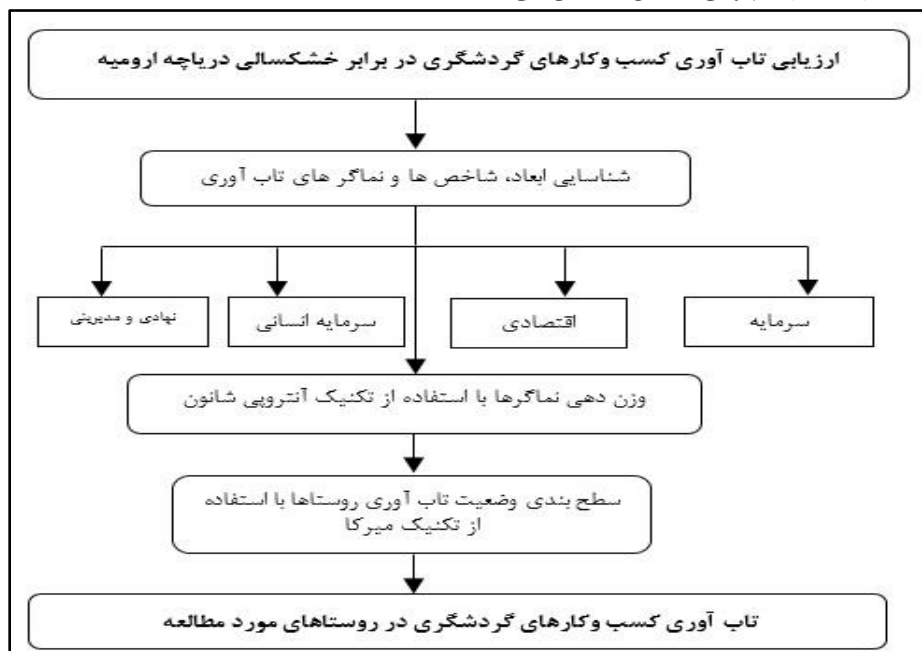 ارزیابی تاب آوری کسب وکارهای گردشگری در برابر خشکسالی دریاچه ارومیه
شناسایی ابعاد، شاخص ها و نماگر های تاب آوری
سرمایه
اقتصادی
سرمایه انسانی
نهادی و مدیریتی
وزن دهی نماگرها با استفاده از تکنیک آنتروپی شانون
سطح بندی وضعیت تاب آوری روستاها با استفاده
از تکنیک میرکا
تاب آوری کسب وکارهای گردشگری در روستاهای مورد مطالعه